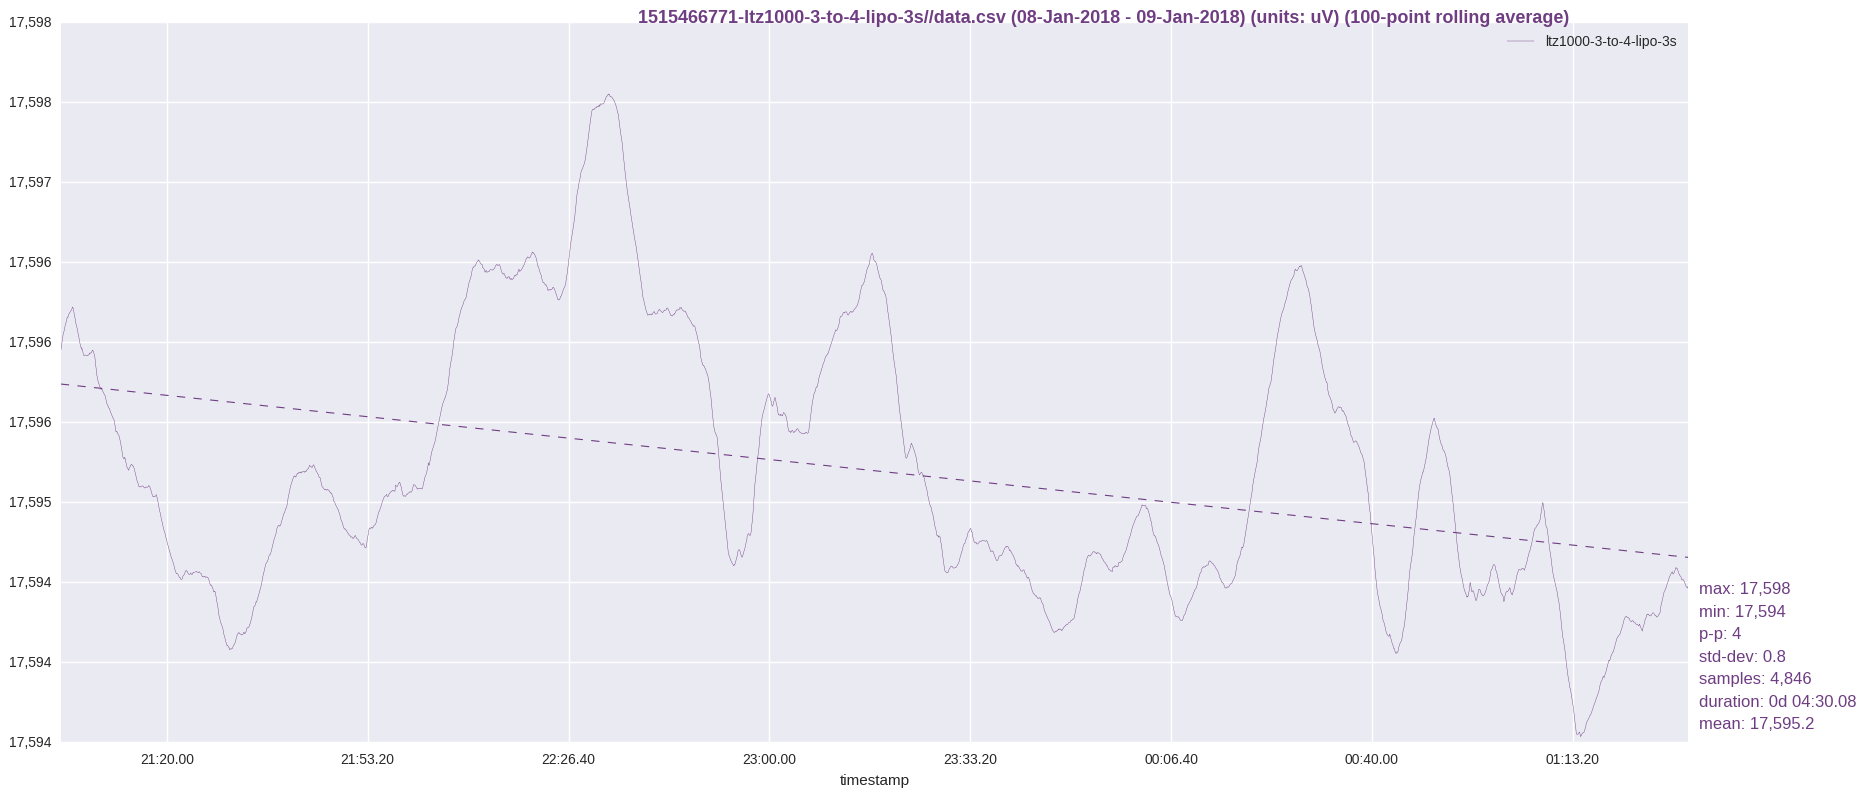 1515466771-ltz1000-3-to-4-lipo-3s//data.csv (08-Jan-2018 - 09-Jan-2018) (units: uV) (100-point rolling average)
ltz1000-3-to-4-lipo-3s
17,598
17,598
17,597
17,596
17,596
17,596
17,595
17,594
17,594
17,594
max: 17,598
min: 17,594
p-p: 4
std-dev: 0.8
samples: 4,846
duration: 0d 04:30.08
mean: 17,595.2
21:20.00 21:53.20 22:26.40 23:00.00 23:33.20 00:06.40 00:40.00 01:13.20
timestamp